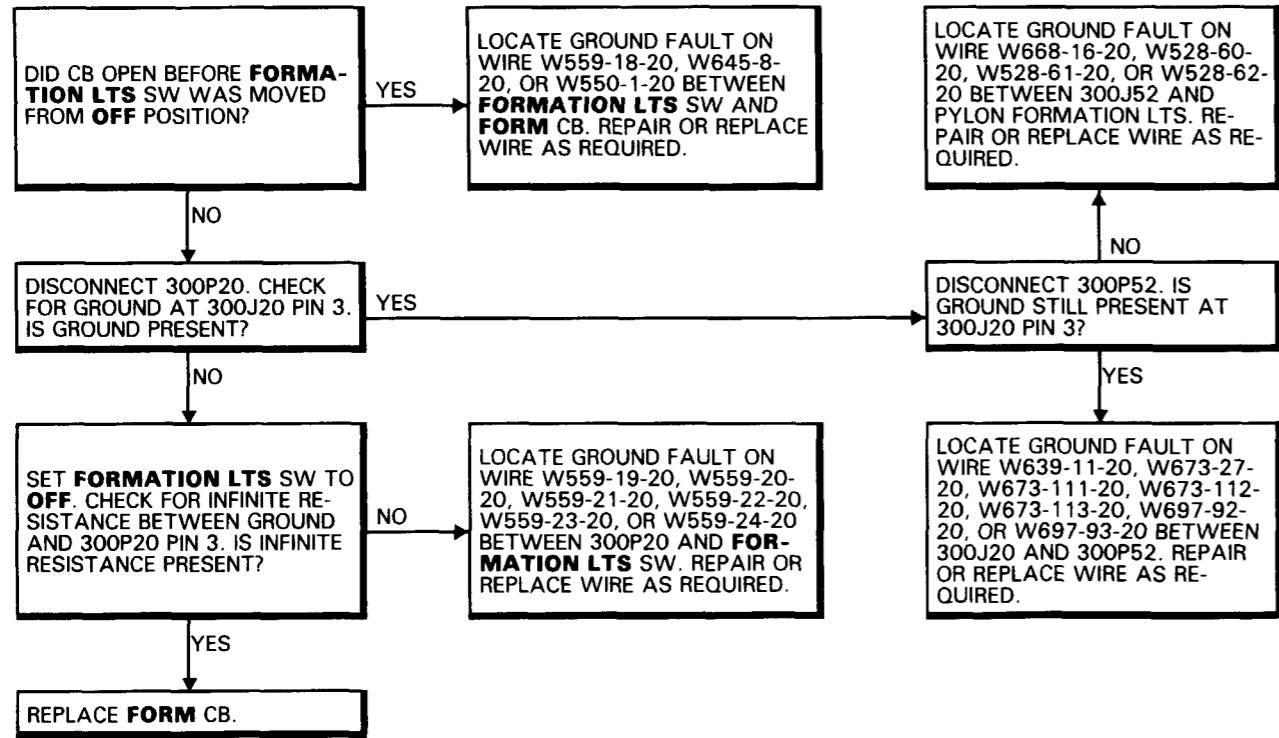 DID CB OPEN BEFORE FORMA-
TION LTS SW WAS MOVED
FROM OFF POSITION?
YES
LOCATE GROUND FAULT ON
WIRE W559-18-20, W645-8-
20, OR W550-1-20 BETWEEN
FORMATION LTS SW AND
FORM CB. REPAIR OR REPLACE
WIRE AS REQUIRED.
LOCATE GROUND FAULT ON
WIRE W668-16-20, W528-60-
20, W528-61-20, OR W528-62-
20 BETWEEN 300J52 AND
PYLON FORMATION LTS. RE-
PAIR OR REPLACE WIRE AS RE-
QUIRED.
NO
NO
DISCONNECT 300P20. CHECK
FOR GROUND AT 300J20 PIN 3.
IS GROUND PRESENT?
YES
DISCONNECT 300P52. IS
GROUND STILL PRESENT AT
300J20 PIN 3?
NO
YES
SET FORMATION LTS SW TO
OFF. CHECK FOR INFINITE RE-
SISTANCE BETWEEN GROUND
AND 300P20 PIN 3. IS INFINITE
RESISTANCE PRESENT?
NO
LOCATE GROUND FAULT ON
WIRE W559-19-20, W559-20-
20, W559-21-20, W559-22-20,
W559-23-20, OR W559-24-20
BETWEEN 300P20 AND FOR-
MATION LTS SW. REPAIR OR
REPLACE WIRE AS REQUIRED.
LOCATE GROUND FAULT ON
WIRE W639-11-20, W673-27-
20, W673-111-20, W673-112-
20, W673-113-20, W697-92-
20, OR W697-93-20 BETWEEN
300J20 AND 300P52. REPAIR
OR REPLACE WIRE AS RE-
QUIRED.
YES
REPLACE FORM CB.